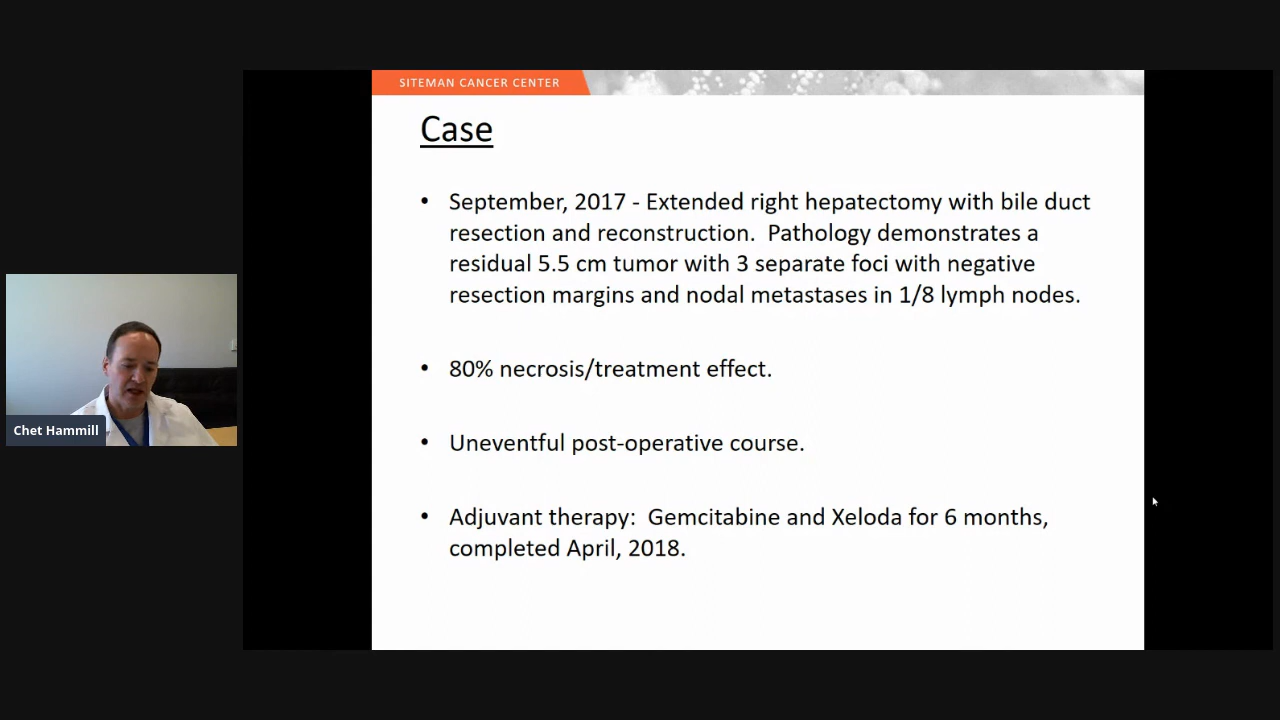 SITEMAN CANCER CENTER
Case
• September, 2017 - Extended right hepatectomy with bile duct
resection and reconstruction.  Pathology demonstrates a
residual 5.5 cm tumor with 3 separate foci with negative
resection margins and nodal metastases in 1/8 lymph nodes.
• 80% necrosis/treatment effect.
• Uneventful post-operative course.
• Adjuvant therapy:  Gemcitabine and Xeloda for 6 months,
completed April, 2018.
Chet Hammill